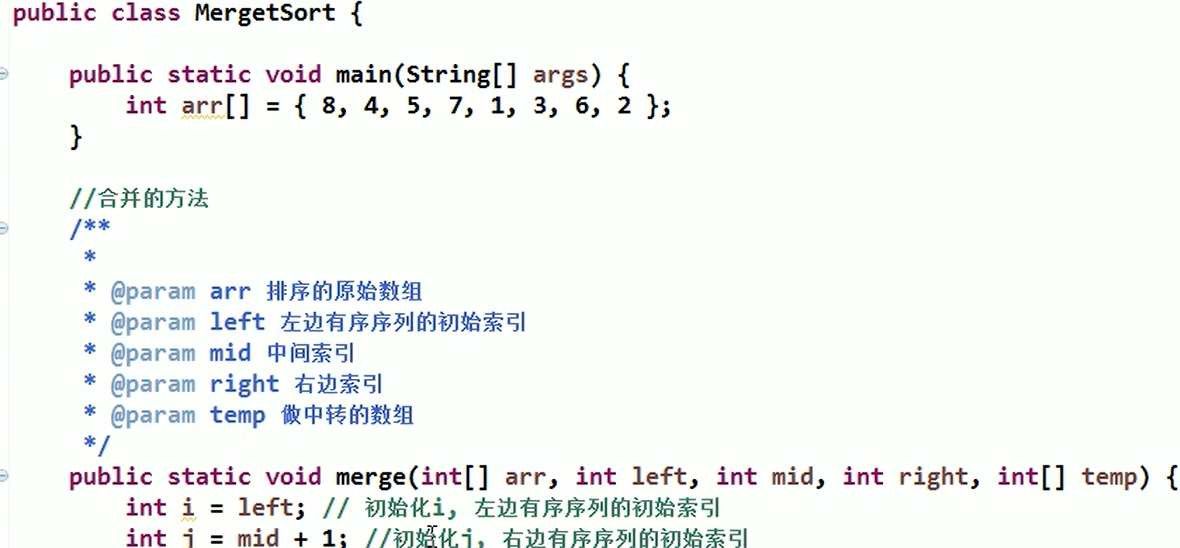 public class MergetSort {
public static void main(String[] args) {
int arr[] = { 8, 4, 5, 7, 1, 3, 6, 2 };
}
//合并的方法
/**
*
* @param arr 排序的原始数组
* @param left 左边有序序列的初始索引
* @param mid 中间索引
* @param right 右边索引
* @param temp 做中转的数组
*/
public static void merge(int[] arr, int left, int mid, int right, int[] temp) {
int i = left; // 初始化i, 左边有序序列的初始索引
int j = mid + 1; //初始化j, 右边有序序列的初始索引